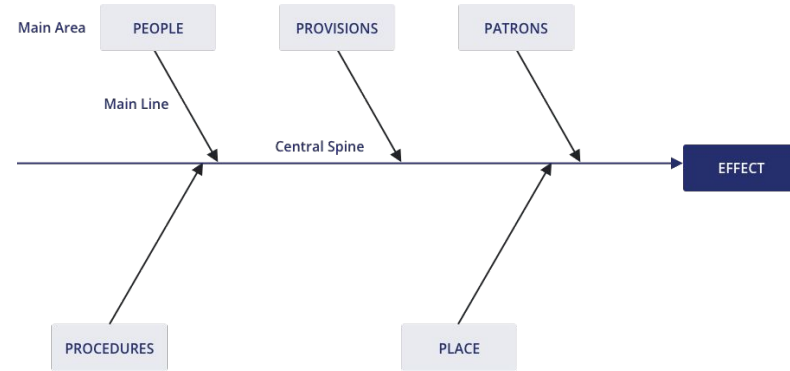 Main Area
PEOPLE
PROVISIONS
PATRONS
Main Line
Central Spine
EFFECT
PROCEDURES
PLACE